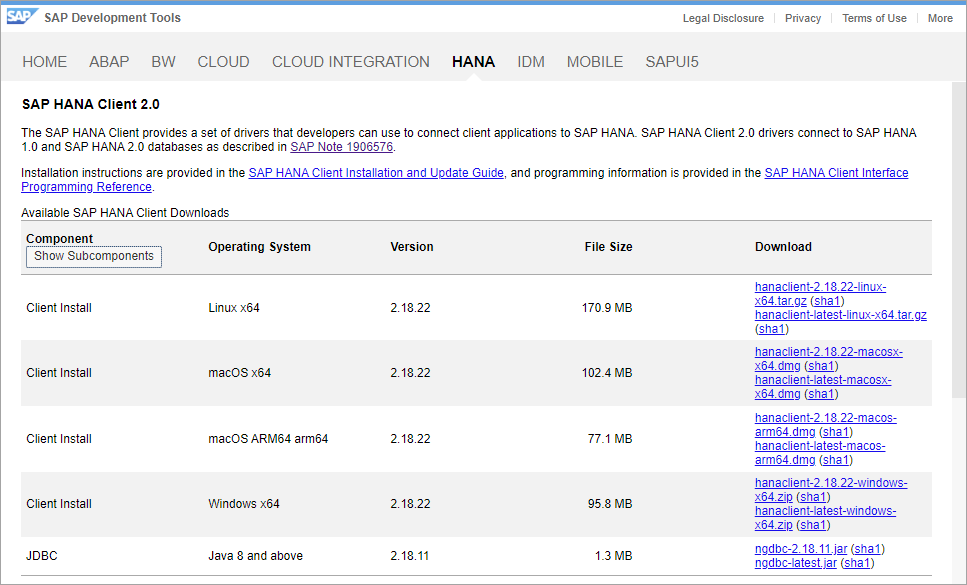 SAP SAP Development Tools
Legal Disclosure Privacy Terms of Use More
HOME ABAP BW CLOUD CLOUD INTEGRATION HANA IDM MOBILE SAPUI5
SAP HANA Client 2.0
The SAP HANA Client provides a set of drivers that developers can use to connect client applications to SAP HANA. SAP HANA Client 2.0 drivers connect to SAP HANA
1.0 and SAP HANA 2.0 databases as described in SAP Note 1906576.
Installation instructions are provided in the SAP HANA Client Installation and Update Guide, and programming information is provided in the SAP HANA Client Interface
Programming Reference.
Available SAP HANA Client Downloads
Component
Show Subcomponents
Operating System
Version
File Size
Download
Client Install
Linux x64
2.18.22
170.9 MB
hanaclient-2.18.22-linux-
x64.tar.gz (sha1)
hanaclient-latest-linux-x64.tar.gz
(sha1)
Client Install
macOS x64
2.18.22
102.4 MB
hanaclient-2.18.22-macosx-
x64.dmg (sha1)
hanaclient-latest-macosx-
x64.dmg (sha1)
Client Install
macOS ARM64 arm64
2.18.22
77.1 MB
hanaclient-2.18.22-macos-
arm64.dmg (sha1)
hanaclient-latest-macos-
arm64.dmg (sha1)
Client Install
Windows x64
2.18.22
95.8 MB
hanaclient-2.18.22-windows-
x64.zip (sha1)
hanaclient-latest-windows-
x64.zip (sha1)
JDBC
Java 8 and above
2.18.11
1.3 MB
ngdbc-2.18.11.jar (sha1)
ngdbc-latest.jar (sha1)